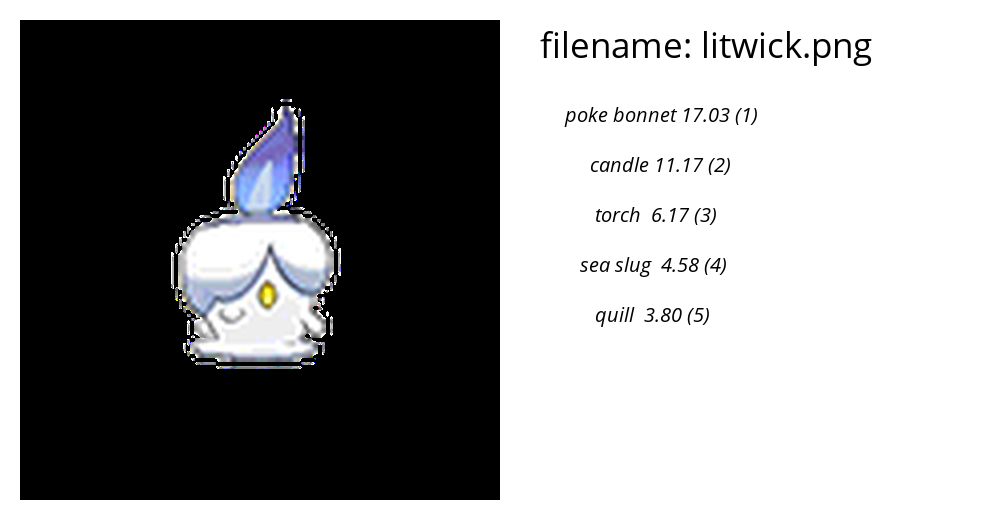 filename: litwick.png
poke bonnet 17.03 (1)
candle 11.17 (2)
torch  6.17 (3)
sea slug  4.58 (4)
quill  3.80 (5)